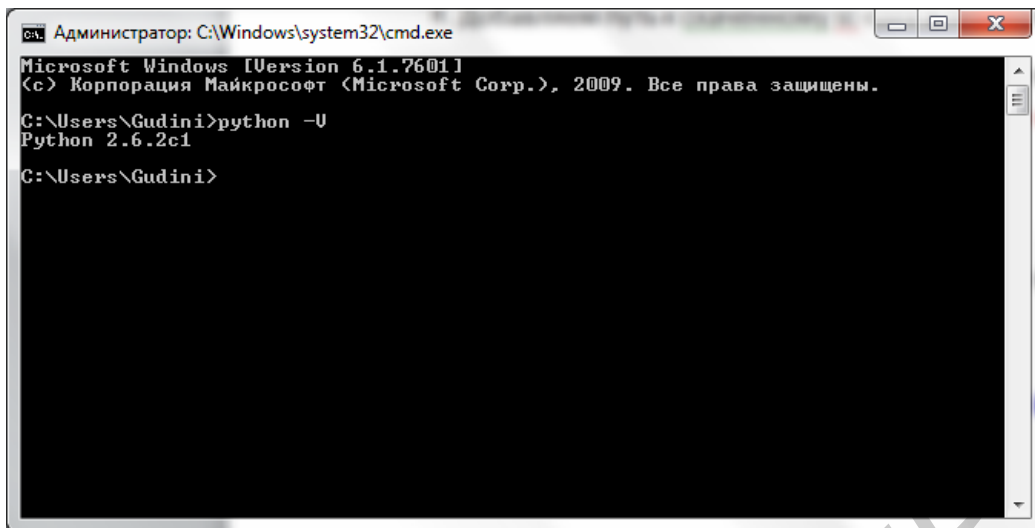 Администратор: C:\Windows\system32\cmd.exe
Microsoft Windows [Version 6.1.7601]
(c) Корпорация Майкрософт (Microsoft Corp.), 2009. Все права защищены.
C:\Users\Gudini>python -V
Python 2.6.2c1
C:\Users\Gudini>